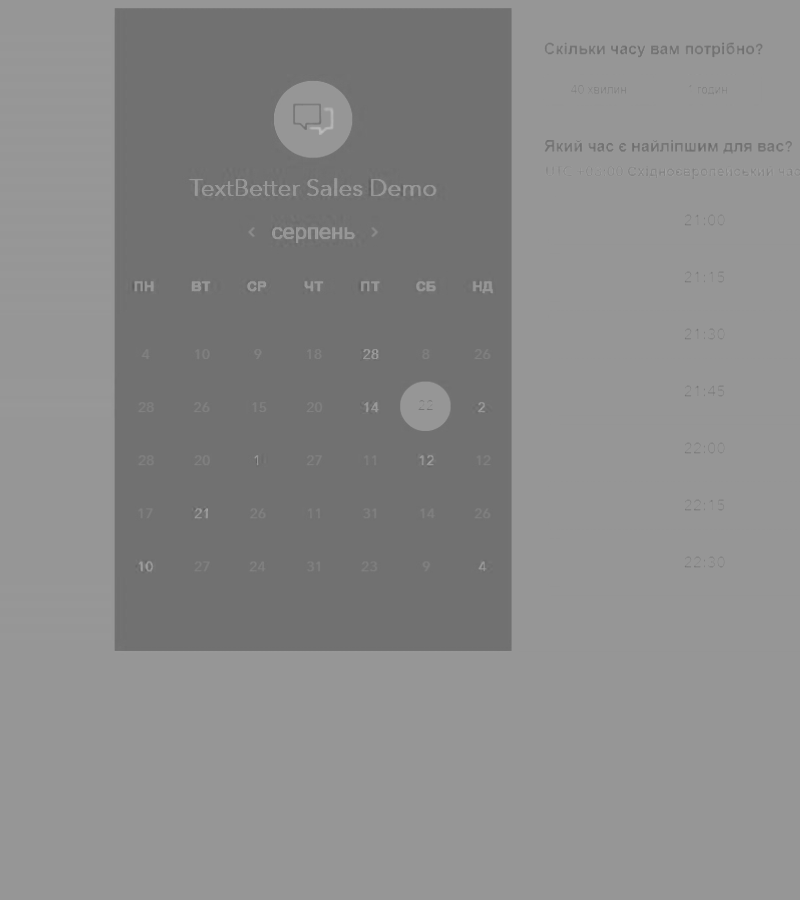 TextBetter Sales Demo
серпень
ПН ВТ СР ЧТ ПТ СБ НД
4 10 9 18 28 8 26
28 26 15 20 14 22 2
28 20 1 27 11 12 12
17 21 26 11 31 14 26
10 27 24 31 23 9 4
Скільки часу вам потрібно?
40 хвилин 1 годин
Який час є найліпшим для вас?
Східноєвропейський час
21:00
21:15
21:30
21:45
22:00
22:15
22:30